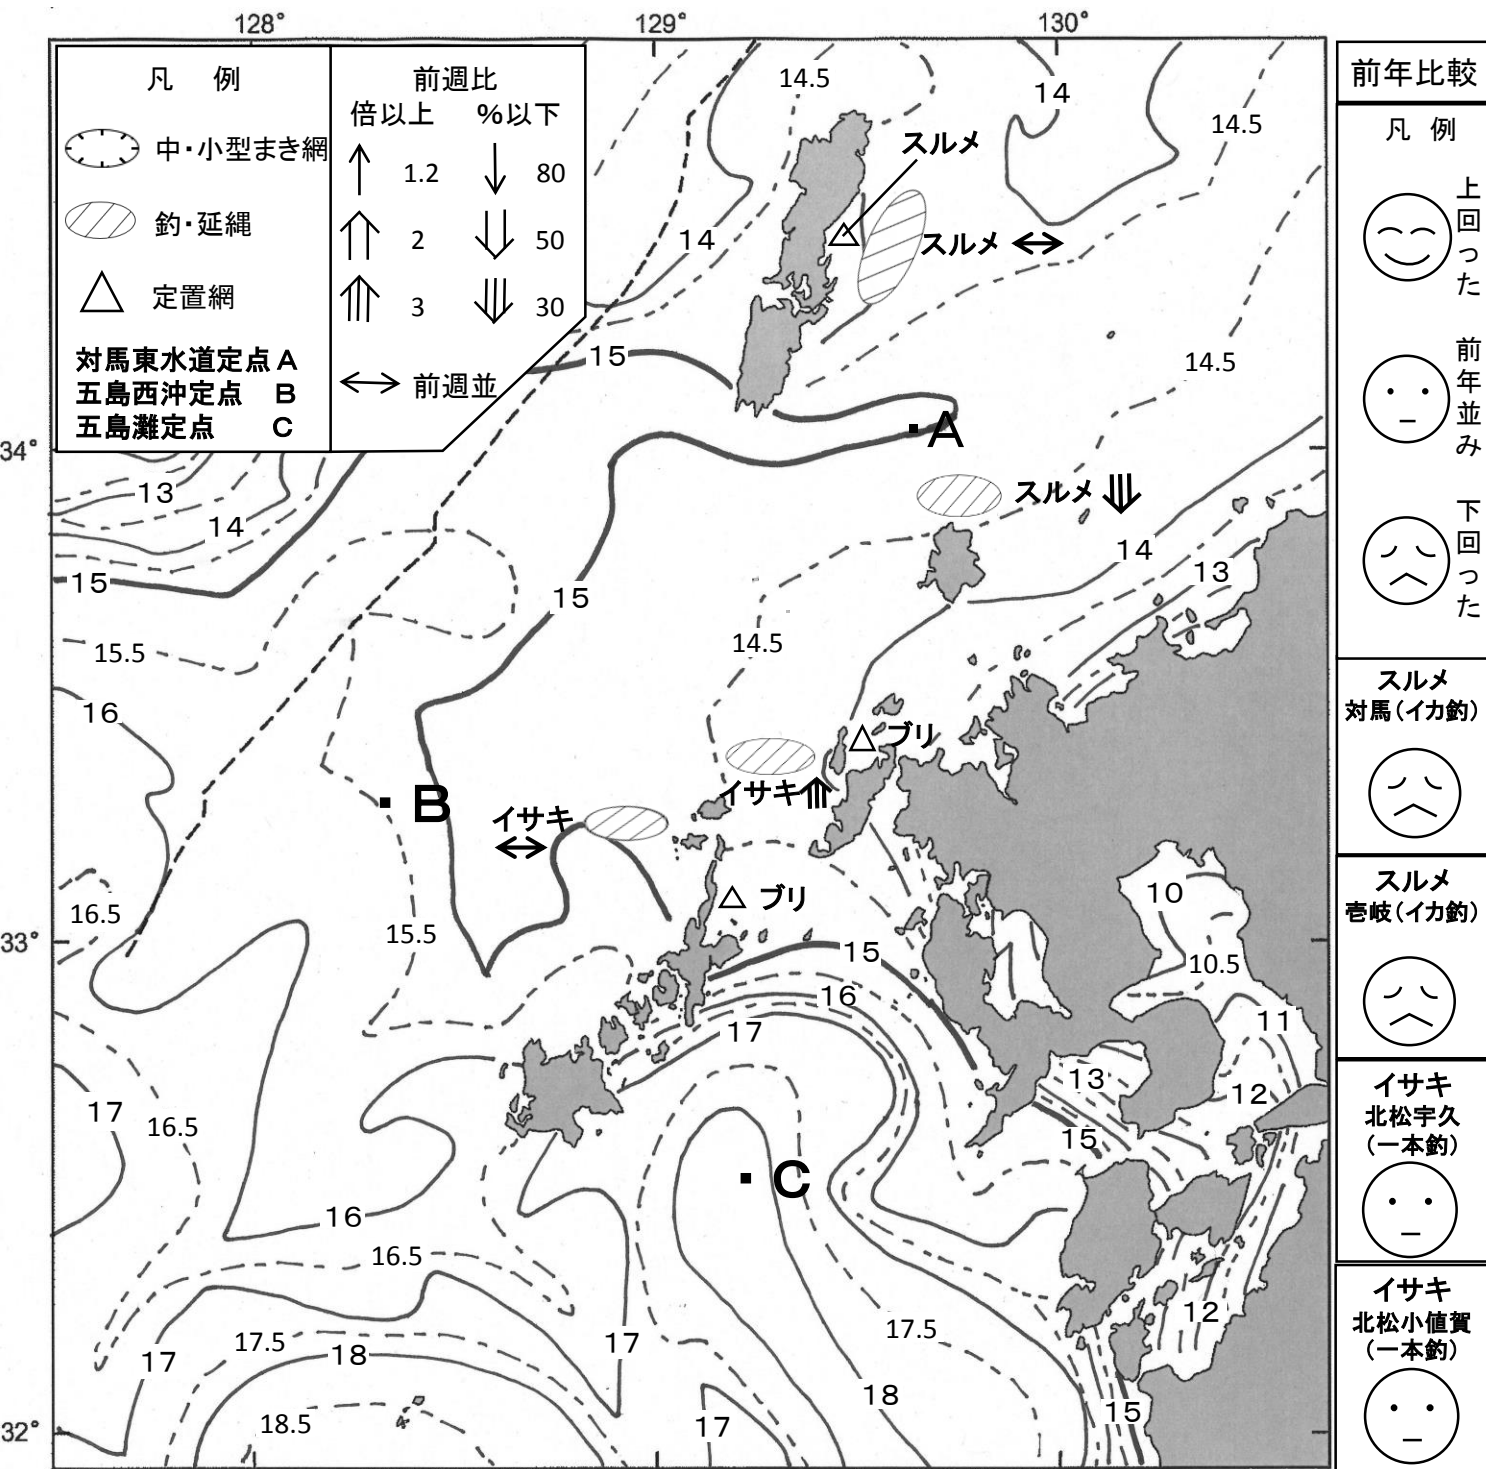 128°
129°
130°
凡 例
中・小型まき網
釣・延縄
定置網
対馬東水道定点 A
五島西沖定点 B
五島灘定点 C
前週比
倍以上 %以下
1.2 80
2 50
3 30
前週並
34°
33°
32°
14.5
14
14.5
スルメ
14
スルメ
15
14.5
A
13
14
スルメ
15
14
15
13
15.5
14.5
16
ブリ
B
イサキ
イサキ
10
16.5
ブリ
15.5
15
10.5
16
17
11
13
12
17
16.5
15
C
16
16.5
12
17.5
17.5
17
17
18
18
17
15
18.5
前年比較
凡 例
上回った
前年並み
下回った
スルメ
対馬(イカ釣)
スルメ
壱岐(イカ釣)
イサキ
北松宇久
(一本釣)
イサキ
北松小値賀
(一本釣)